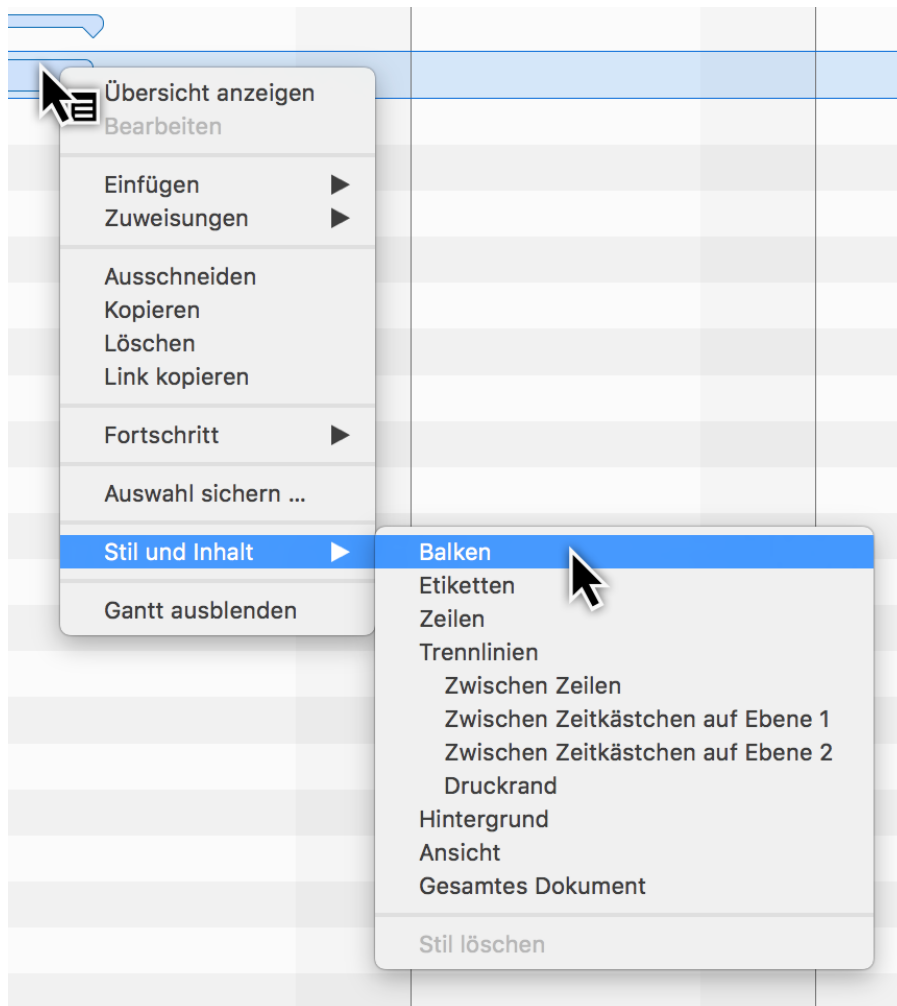 Übersicht anzeigen
Bearbeiten
Einfügen
Zuweisungen
Ausschneiden
Kopieren
Löschen
Link kopieren
Fortschritt
Auswahl sichern ...
Stil und Inhalt
Gantt ausblenden
Balken
Etiketten
Zeilen
Trennlinien
Zwischen Zeilen
Zwischen Zeitkästchen auf Ebene 1
Zwischen Zeitkästchen auf Ebene 2
Druckrand
Hintergrund
Ansicht
Gesamtes Dokument
Stil löschen